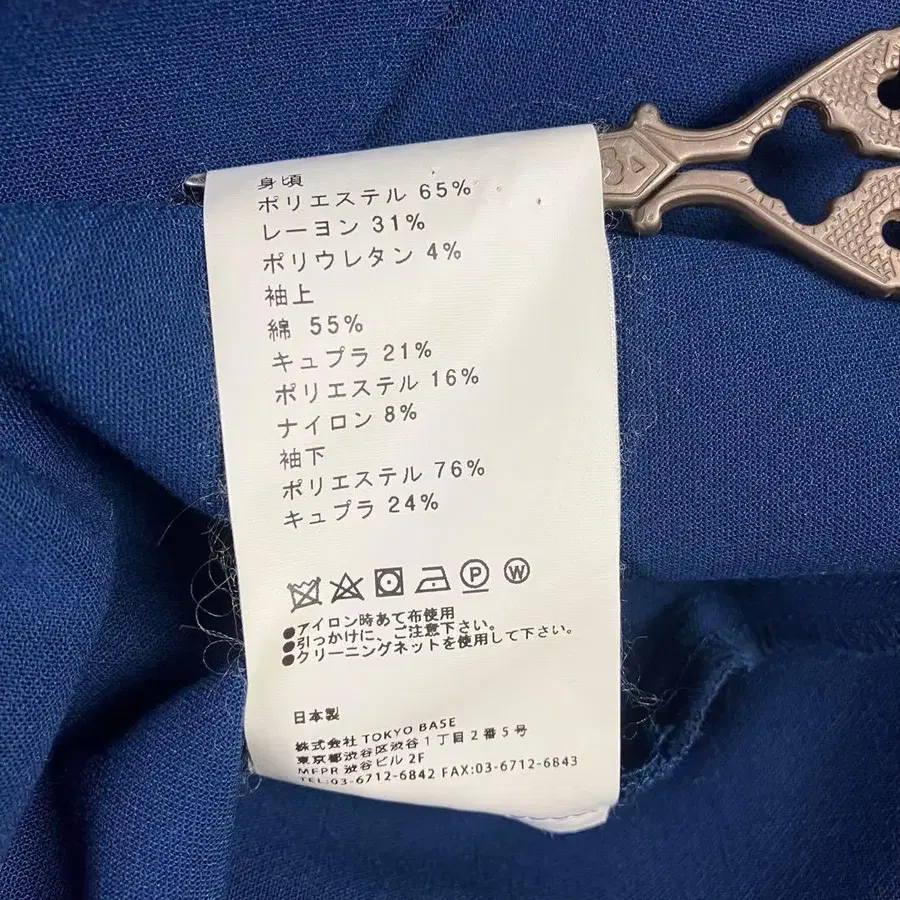 身頃
ポリエステル 65%
レーヨン 31%
ポリウレタン 4%
袖上
綿 55%
キュプラ 21%
ポリエステル 16%
ナイロン 8%
袖下
ポリエステル 76%
キュプラ 24%
P W
●アイロン時あて布使用
●引っかけに、ご注意下さい。
●クリーニングネットを使用して下さい。
日本製
株式会社 TOKYO BASE
東京都渋谷区渋谷1丁目2番5号
MFPR 渋谷ビル 2F
TEL:03-6712-6842 FAX:03-6712-6843